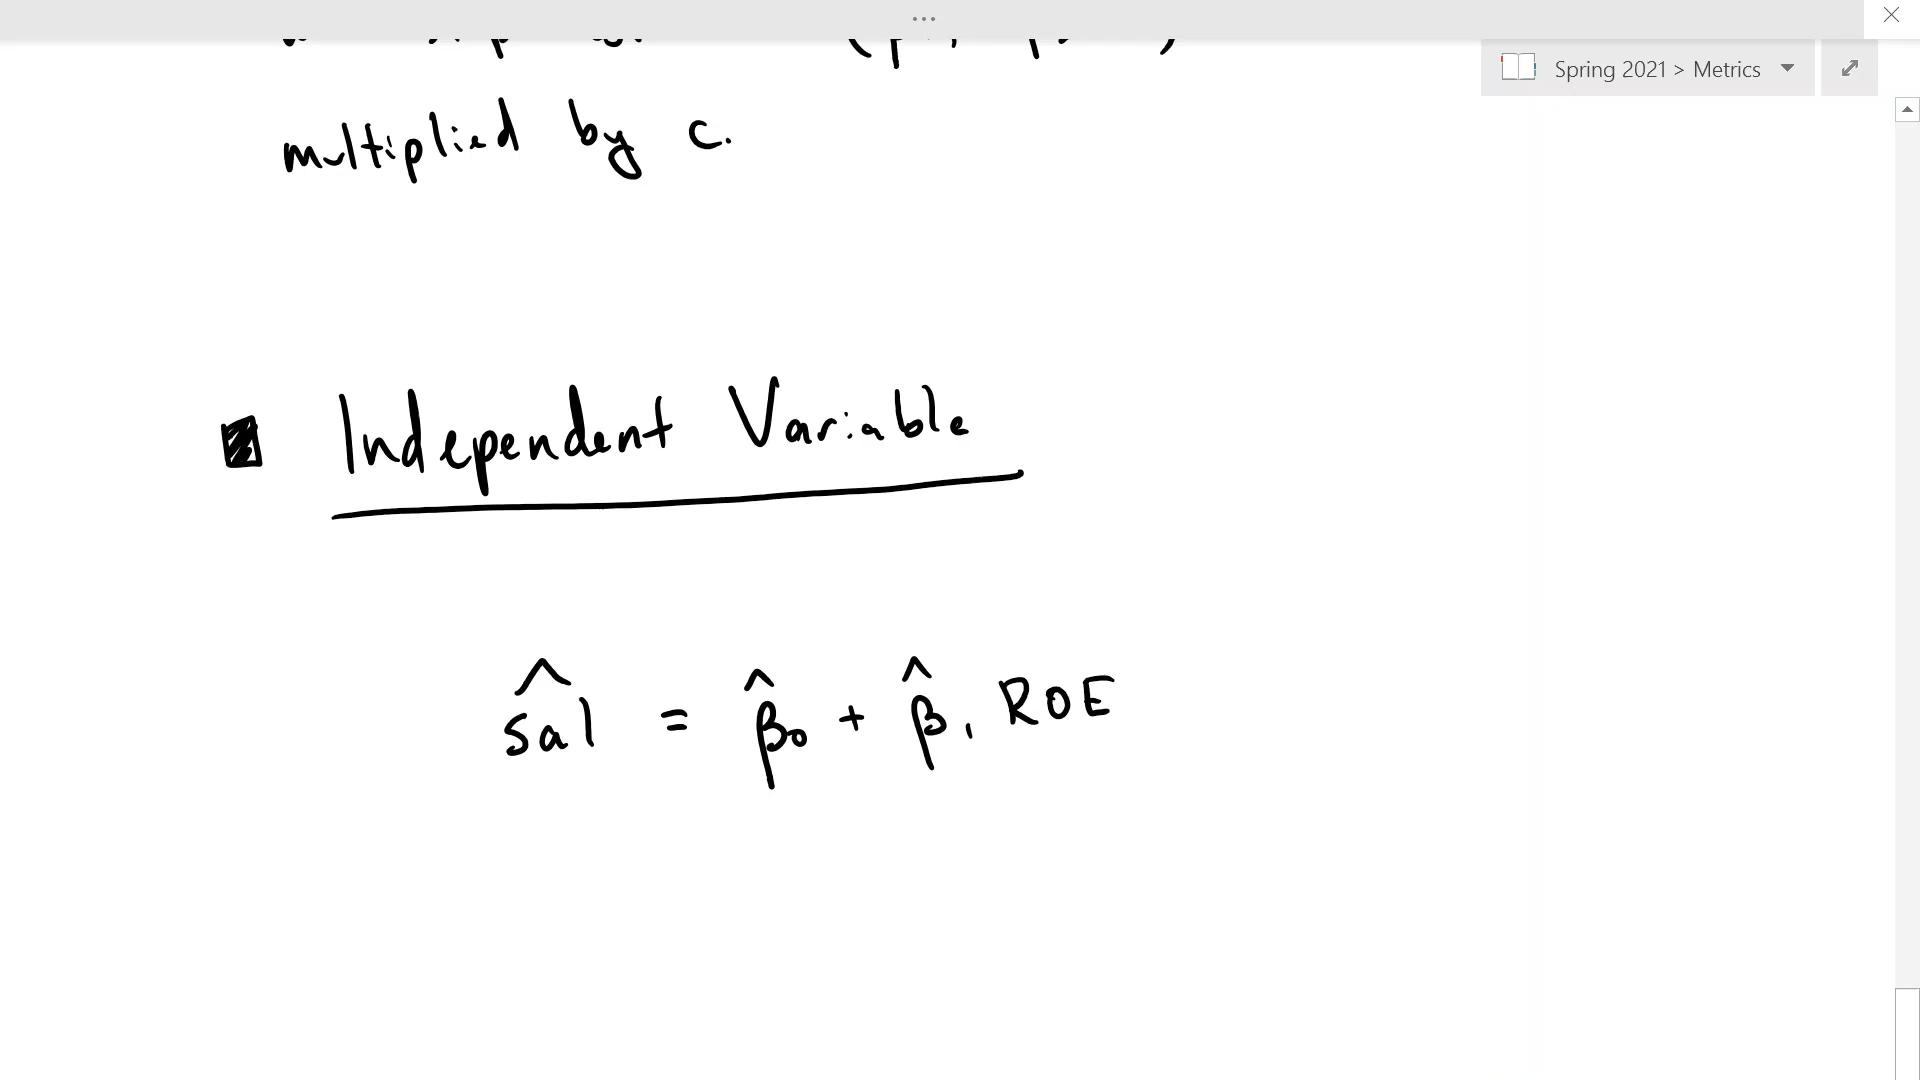 ...
Spring 2021 > Metrics
multiplied by c.
Independent Variable
ŝal = β̂₀ + β̂₁ ROE